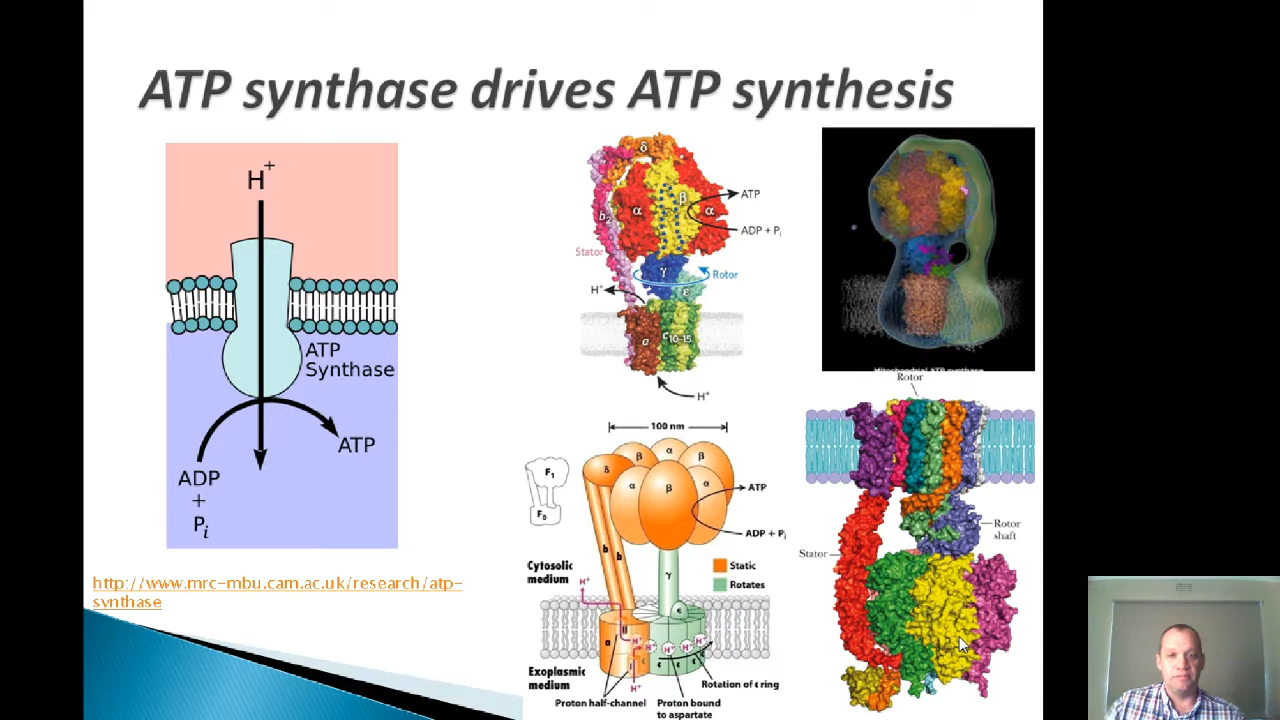 ATP synthase drives ATP synthesis
H+
ATP
Synthase
ATP
ADP
+
Pi
http://www.mrc-mbu.cam.ac.uk/research/atp-
synthase
δ
b2
α
β
α
ATP
ADP + Pi
Stator
γ
Rotor
ε
H+
a
c10-15
H+
Mitochondrial ATP synthase
100 nm
F1
F0
δ
β
α
β
α
β
α
ATP
ADP + Pi
b
b
γ
Static
Rotates
Cytosolic
medium
H+
ε
a
II
H+
H+
H+
H+
H+
I
c
c
c
c
Exoplasmic
medium
H+
Rotation of c ring
Proton half-channel
Proton bound
to aspartate
Rotor
Stator
Rotor
shaft